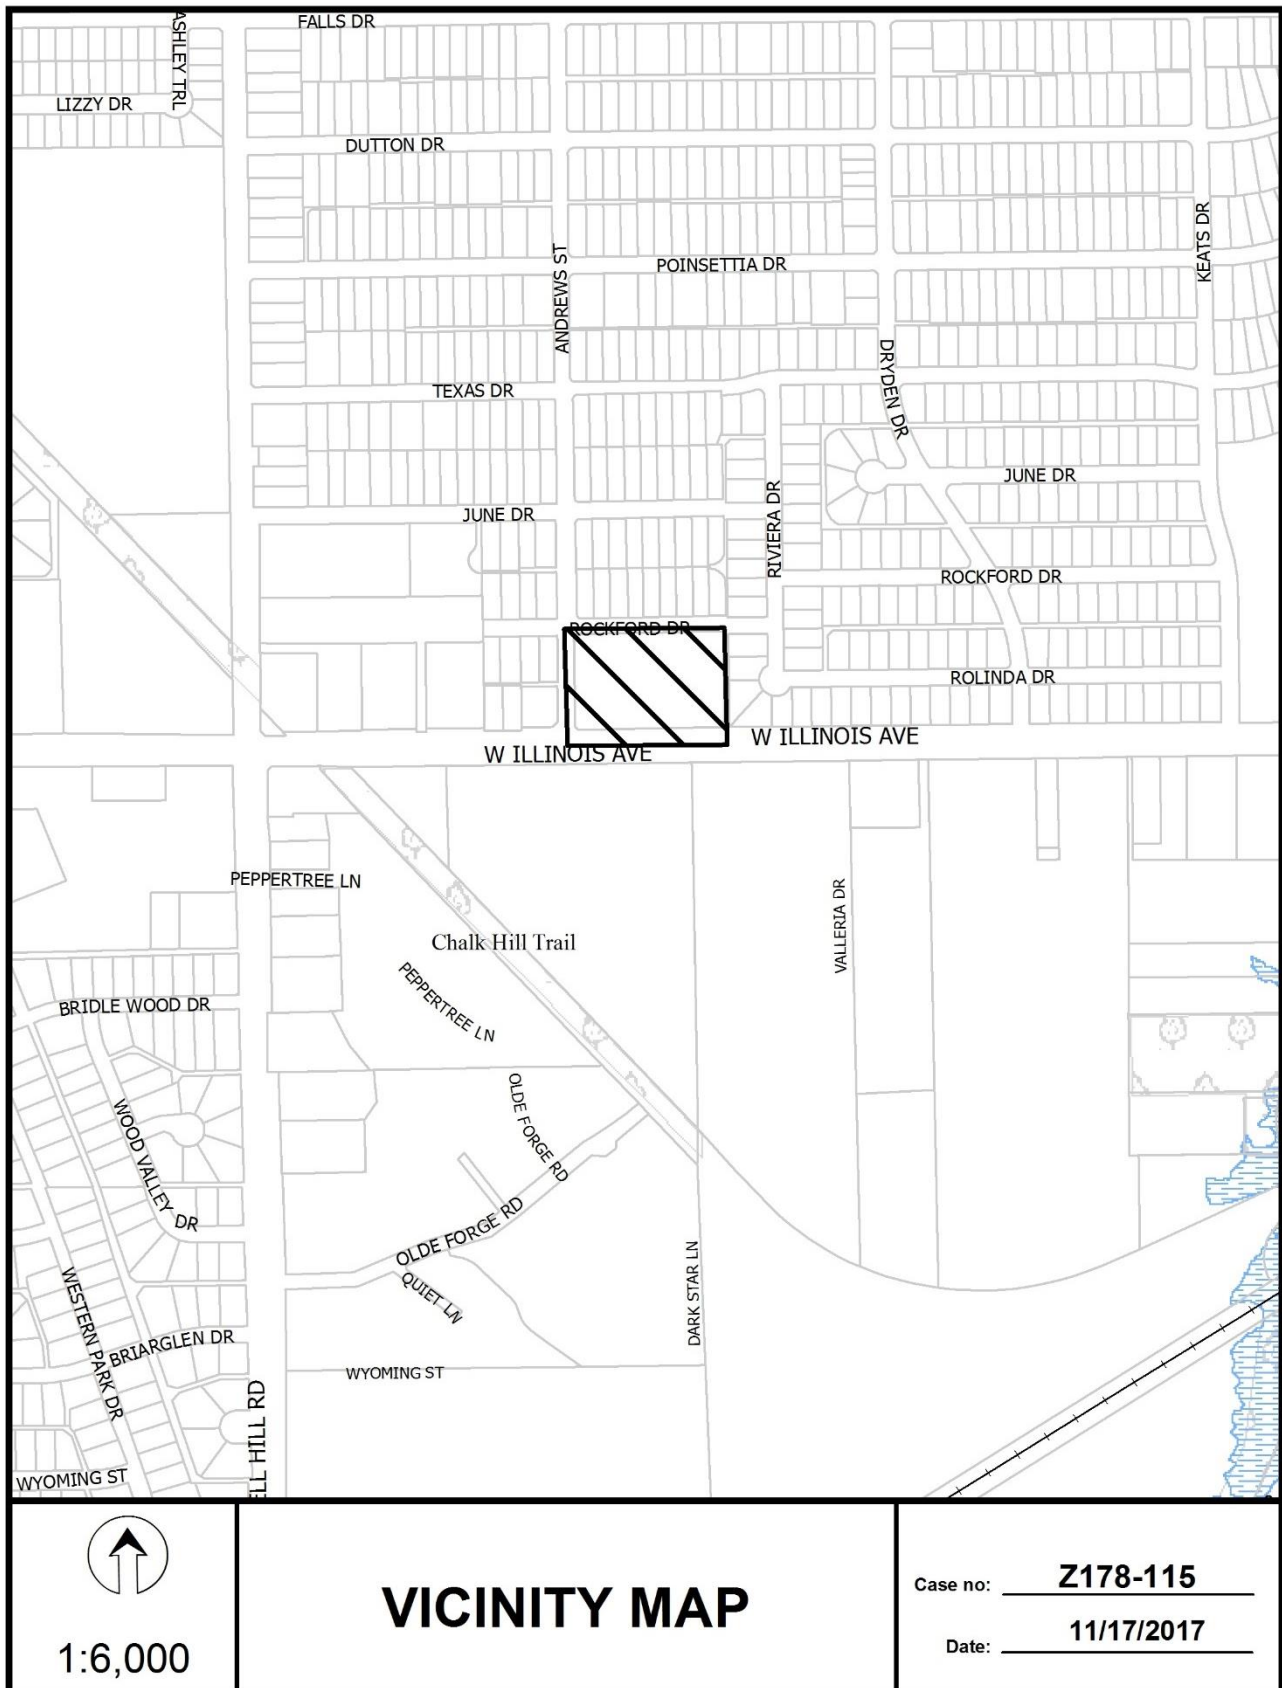 FALLS DR
ASHLEY TRL
LIZZY DR
DUTTON DR
KEATS DR
POINSETTIA DR
ANDREWS ST
DRYDEN DR
TEXAS DR
JUNE DR
RIVIERA DR
JUNE DR
ROCKFORD DR
ROCKFORD DR
ROLINDA DR
W ILLINOIS AVE
W ILLINOIS AVE
PEPPERTREE LN
VALLERIA DR
Chalk Hill Trail
PEPPERTREE LN
BRIDLE WOOD DR
OLDE FORGE RD
WOOD VALLEY DR
OLDE FORGE RD
QUIET LN
DARK STAR LN
WESTERN PARK DR
BRIARGLEN DR
WYOMING ST
ELL HILL RD
WYOMING ST
1:6,000
VICINITY MAP
Case no: Z178-115
Date: 11/17/2017